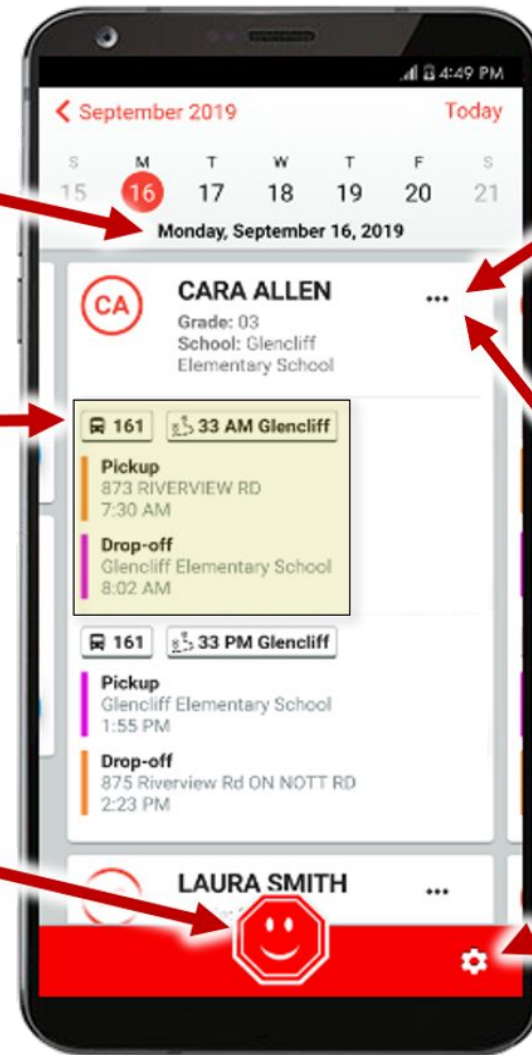 4:49 PM
September 2019 Today
S M T W T F S
15 16 17 18 19 20 21
Monday, September 16, 2019
CA
CARA ALLEN
Grade: 03
School: Glencliff
Elementary School
161 33 AM Glencliff
Pickup
873 RIVERVIEW RD
7:30 AM
Drop-off
Glencliff Elementary School
8:02 AM
161 33 PM Glencliff
Pickup
Glencliff Elementary School
1:55 PM
Drop-off
875 Riverview Rd ON NOTT RD
2:23 PM
LAURA SMITH